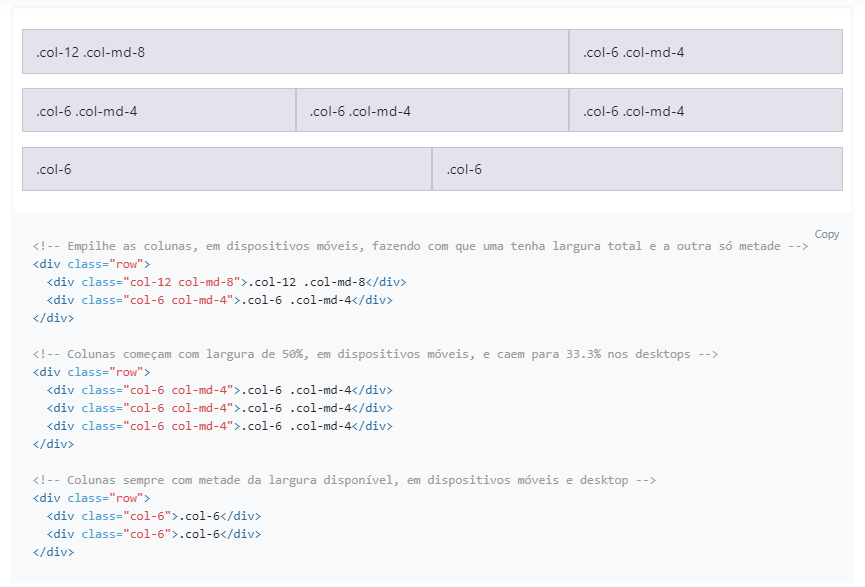 .col-12 .col-md-8
.col-6 .col-md-4
.col-6 .col-md-4
.col-6 .col-md-4
.col-6 .col-md-4
.col-6
.col-6
Copy
<!-- Empilhe as colunas, em dispositivos móveis, fazendo com que uma tenha largura total e a outra só metade -->
<div class="row">
  <div class="col-12 col-md-8">.col-12 .col-md-8</div>
  <div class="col-6 col-md-4">.col-6 .col-md-4</div>
</div>
<!-- Colunas começam com largura de 50%, em dispositivos móveis, e caem para 33.3% nos desktops -->
<div class="row">
  <div class="col-6 col-md-4">.col-6 .col-md-4</div>
  <div class="col-6 col-md-4">.col-6 .col-md-4</div>
  <div class="col-6 col-md-4">.col-6 .col-md-4</div>
</div>
<!-- Colunas sempre com metade da largura disponível, em dispositivos móveis e desktop -->
<div class="row">
  <div class="col-6">.col-6</div>
  <div class="col-6">.col-6</div>
</div>